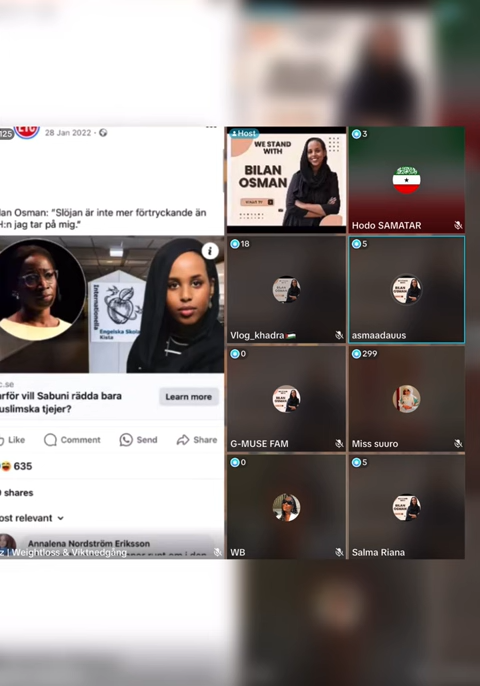 125
ETC
28 Jan 2022 ·
lan Osman: "Slöjan är inte mer förtryckande än
H:n jag tar på mig."
Internationella
Engelska Skolan
Kista
c.se
rför vill Sabuni rädda bara
uslimska tjejer?
Learn more
Like
Comment
Send
Share
635
shares
ost relevant
Annalena Nordström Eriksson
z | Weightloss & Viktnedgång
Host
WE STAND
WITH
BILAN
OSMAN
3
Hodo SAMATAR
18
Vlog_khadra
5
asmaadauus
0
G-MUSE FAM
299
Miss suuro
0
WB
5
Salma Riana